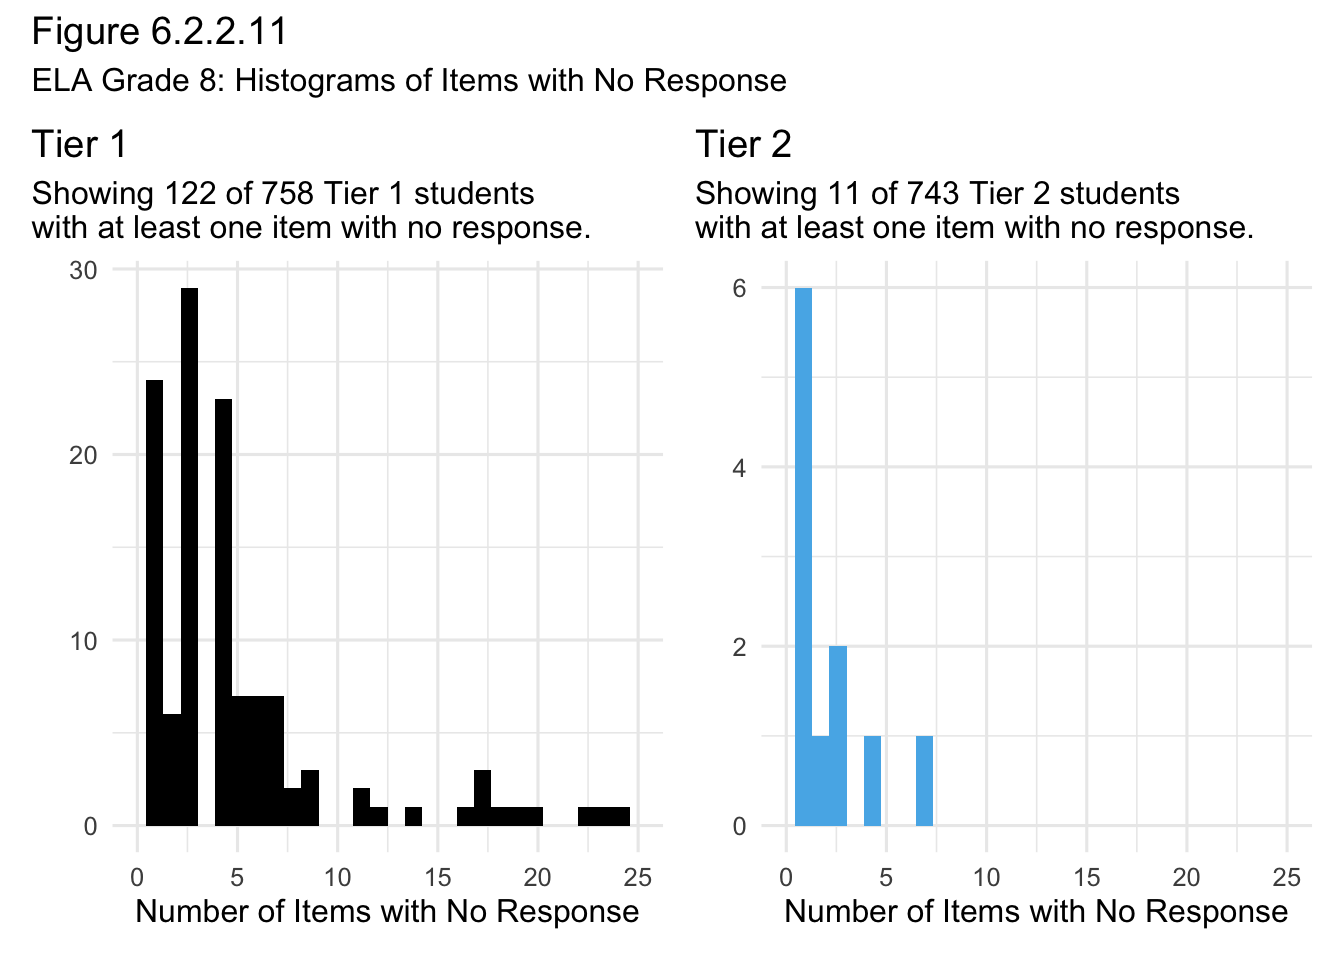 Figure 6.2.2.11
ELA Grade 8: Histograms of Items with No Response
Tier 1
Showing 122 of 758 Tier 1 students
with at least one item with no response.
30
20
10
0
0 5 10 15 20 25
Number of Items with No Response
Tier 2
Showing 11 of 743 Tier 2 students
with at least one item with no response.
6
4
2
0
0 5 10 15 20 25
Number of Items with No Response